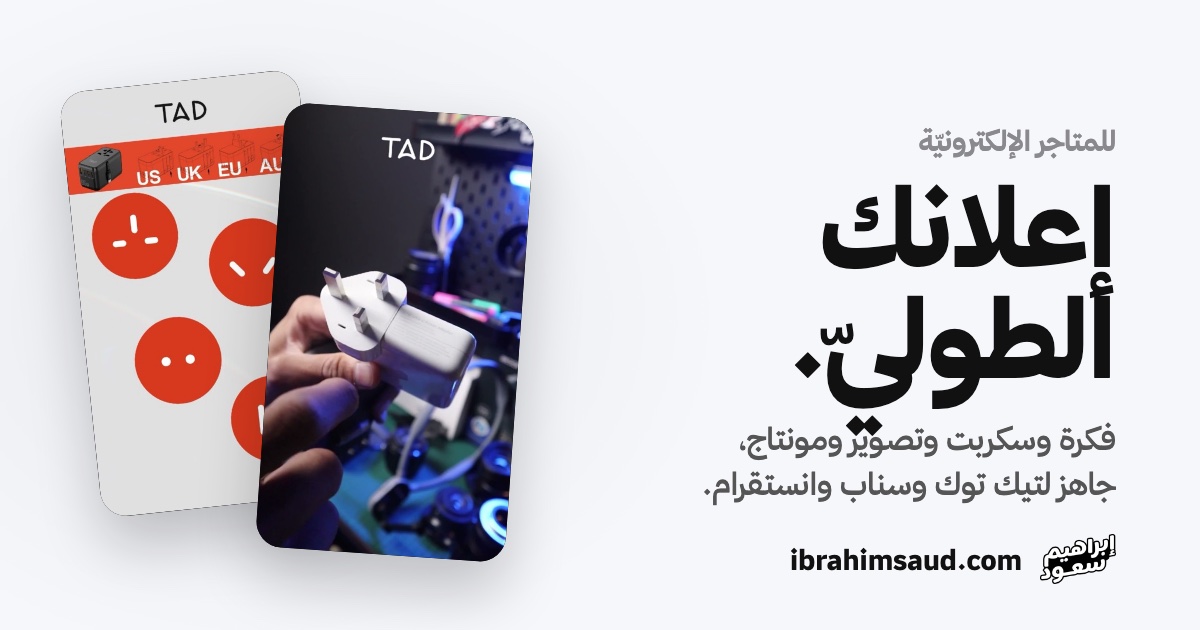 TAD
US UK EU AU
TAD
للمتاجر الإلكترونيّة
إعلانك
ألطوليّ.
فكرة وسكربت وتصوير ومونتاج،
جاهز لتيك توك وسناب وانستقرام.
ibrahimsaud.com
إبراهيم
سعود